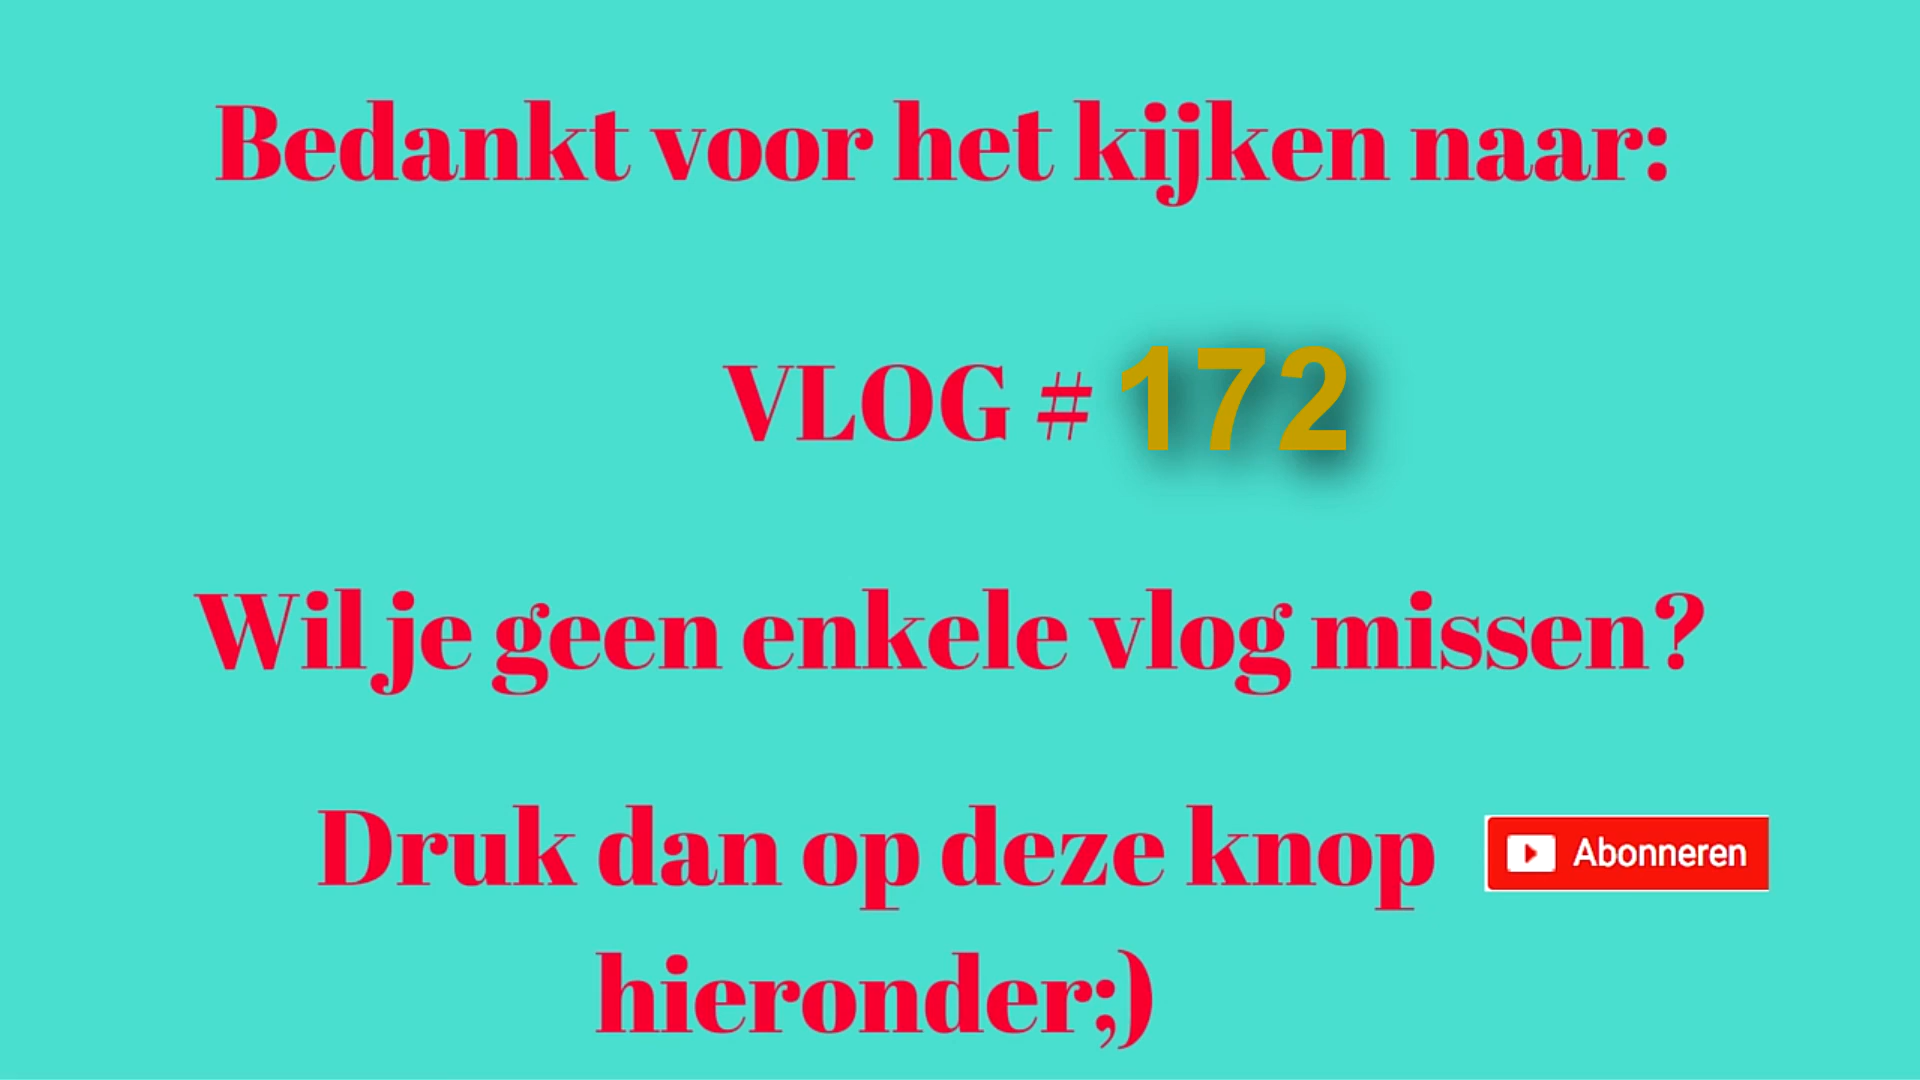 Bedankt voor het kijken naar:
VLOG # 172
Wil je geen enkele vlog missen?
Druk dan op deze knop Abonneren
hieronder;)